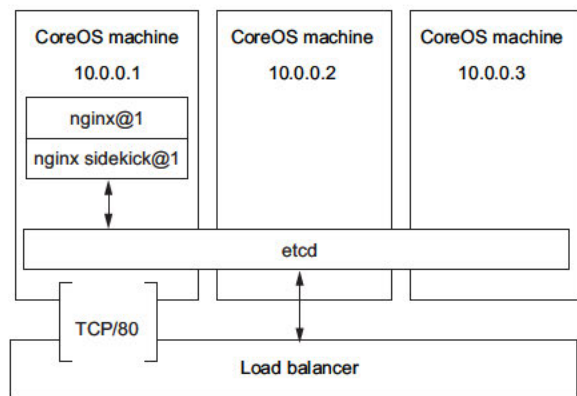 CoreOS machine
10.0.0.1
CoreOS machine
10.0.0.2
CoreOS machine
10.0.0.3
nginx@1
nginx sidekick@1
etcd
TCP/80
Load balancer